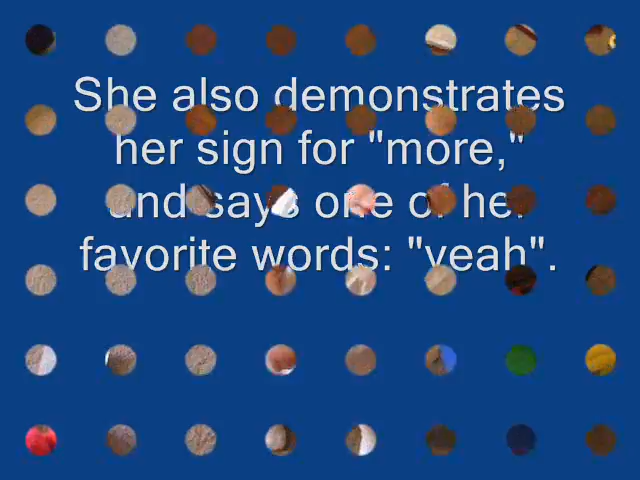 She also demonstrates
her sign for "more,"
and says one of her
favorite words: "yeah".